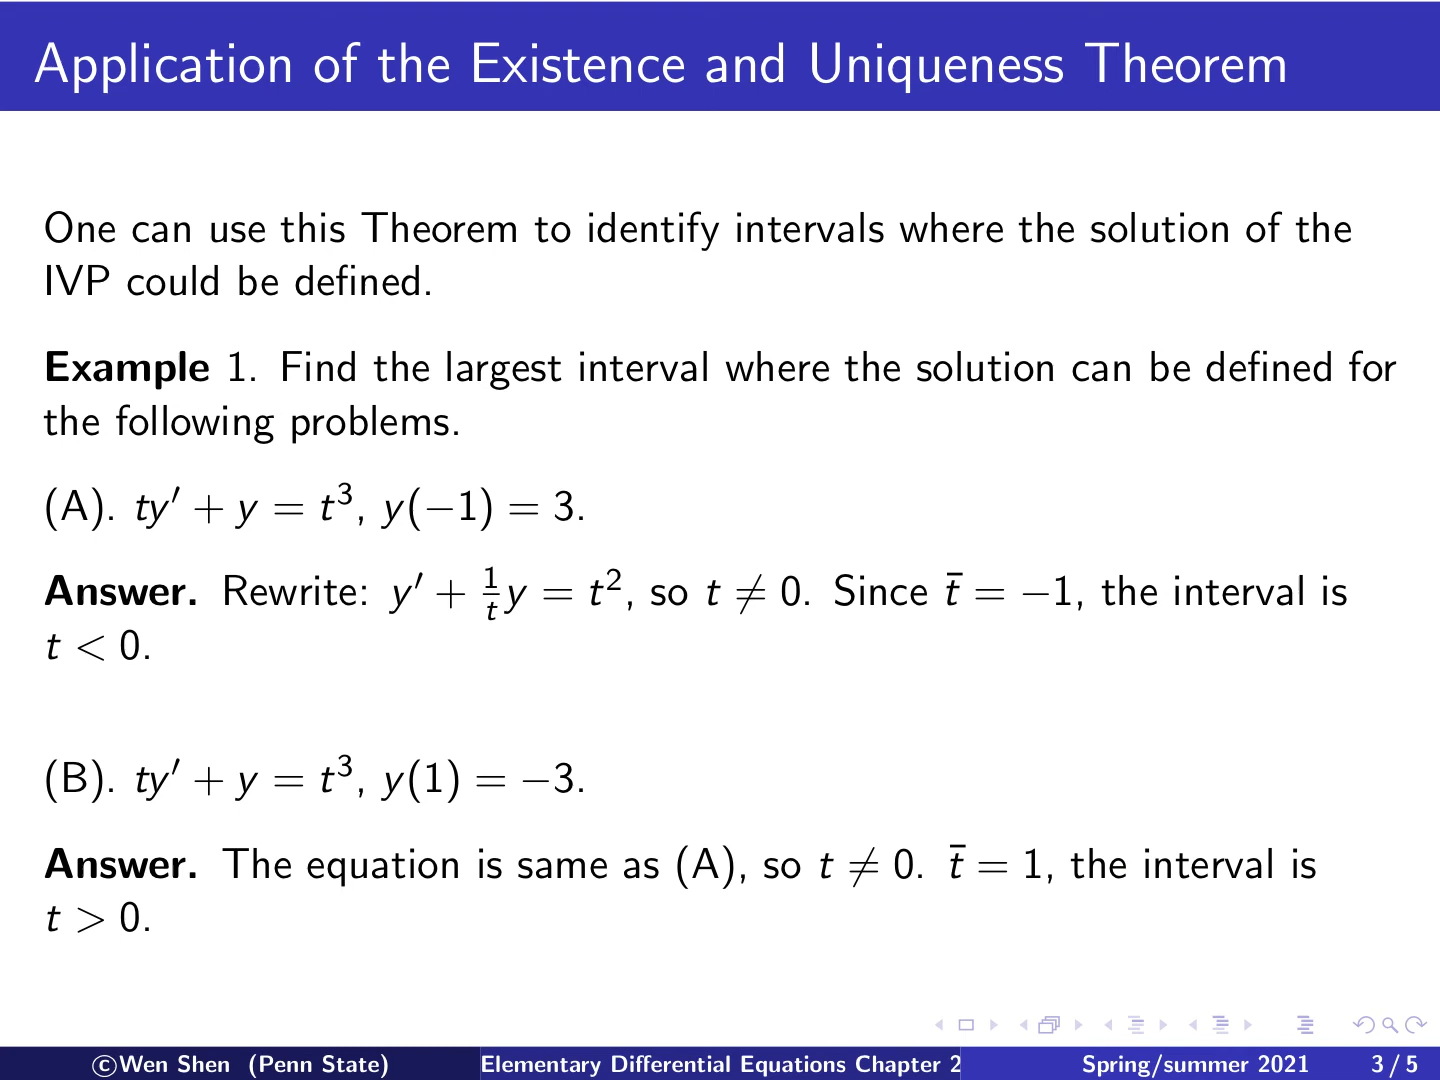 Application of the Existence and Uniqueness Theorem
One can use this Theorem to identify intervals where the solution of the
IVP could be defined.
Example 1. Find the largest interval where the solution can be defined for
the following problems.
(A). ty′ + y = t³, y(−1) = 3.
Answer. Rewrite: y′ + 1/t y = t², so t ≠ 0. Since t̄ = −1, the interval is
t < 0.
(B). ty′ + y = t³, y(1) = −3.
Answer. The equation is same as (A), so t ≠ 0. t̄ = 1, the interval is
t > 0.
©Wen Shen (Penn State) Elementary Differential Equations Chapter 2 Spring/summer 2021 3 / 5